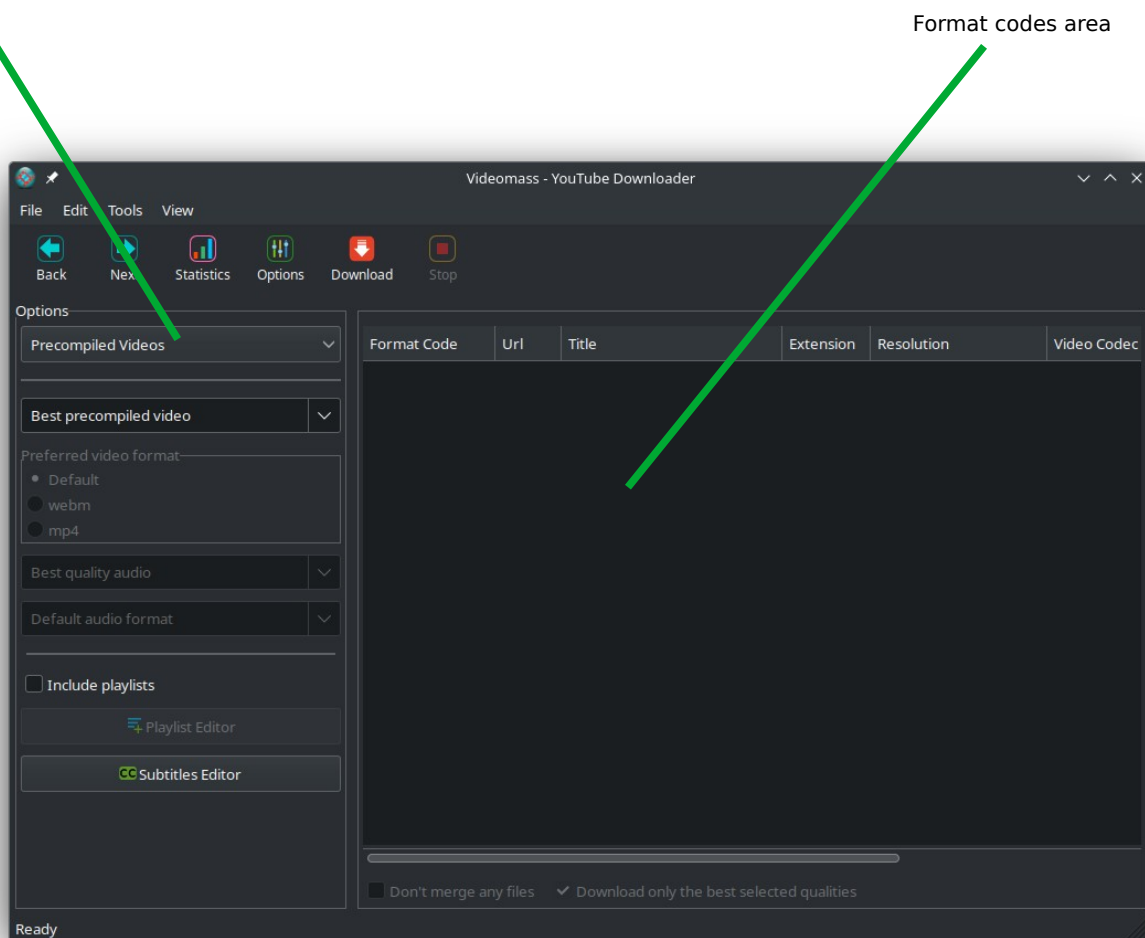 Format codes area
Videomass - YouTube Downloader
File Edit Tools View
Back Next Statistics Options Download Stop
Options
Precompiled Videos
Format Code Url Title Extension Resolution Video Codec
Best precompiled video
Preferred video format
Default
webm
mp4
Best quality audio
Default audio format
Include playlists
Playlist Editor
CC Subtitles Editor
Don't merge any files Download only the best selected qualities
Ready